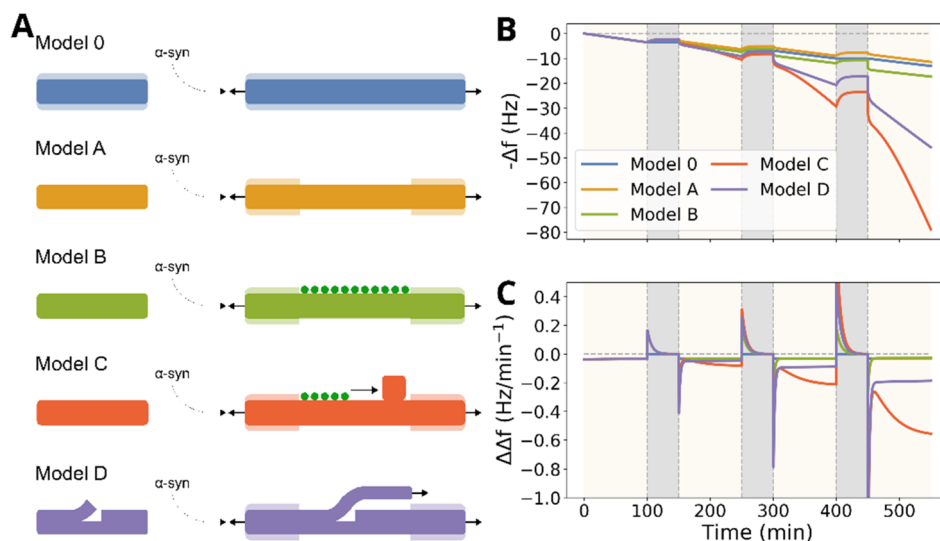 A
Model 0
α-syn
Model A
α-syn
Model B
α-syn
Model C
α-syn
Model D
α-syn
B
0
−10
−20
−30
−40
−50
−60
−70
−80
-Δf (Hz)
Model 0
Model A
Model B
Model C
Model D
C
0.4
0.2
0.0
−0.2
−0.4
−0.6
−0.8
−1.0
ΔΔf (Hz/min⁻¹)
0 100 200 300 400 500
Time (min)